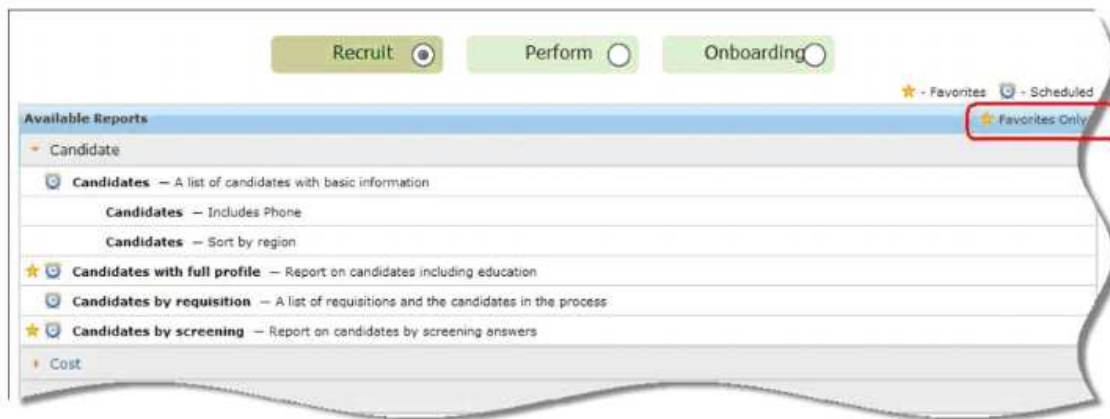 Recruit Perform Onboarding
- Favorites - Scheduled
Available Reports Favorites Only
Candidate
Candidates — A list of candidates with basic information
Candidates — Includes Phone
Candidates — Sort by region
Candidates with full profile — Report on candidates including education
Candidates by requisition — A list of requisitions and the candidates in the process
Candidates by screening — Report on candidates by screening answers
Cost